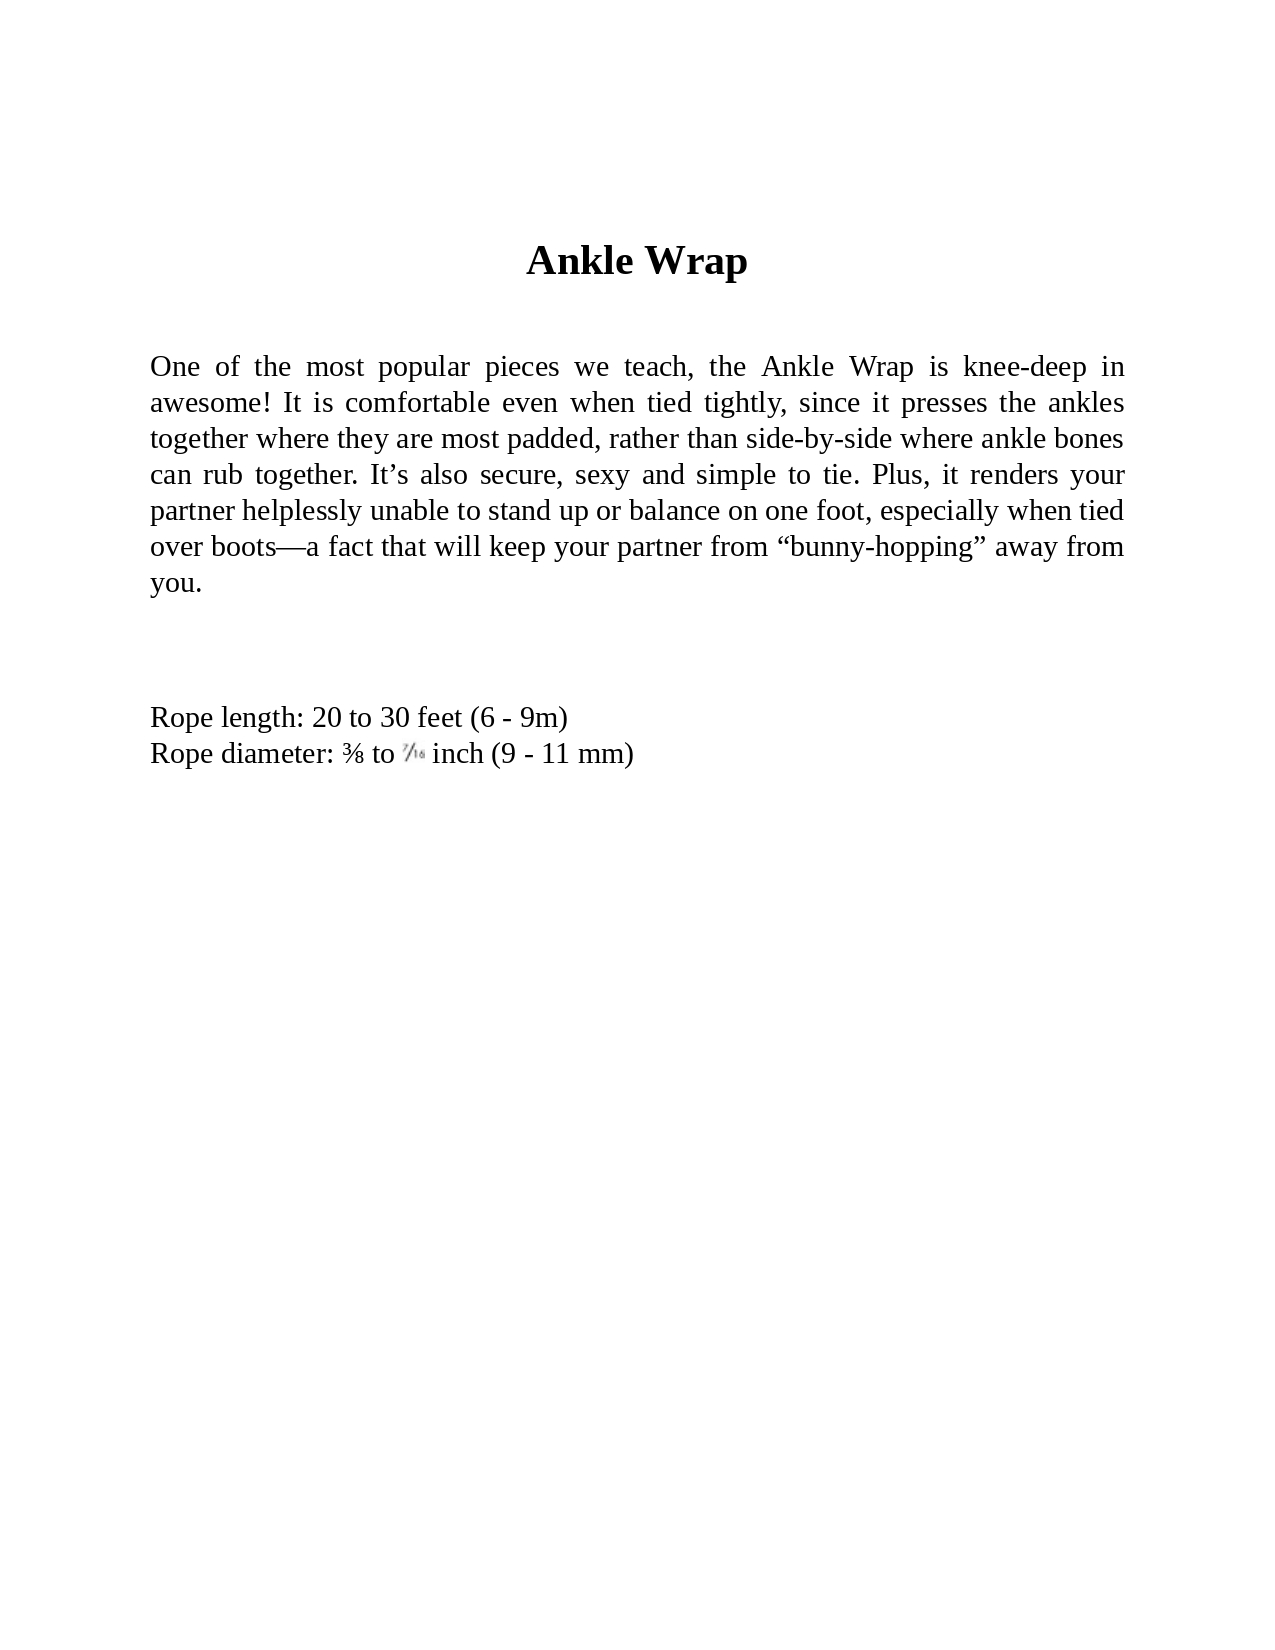 Ankle Wrap
One of the most popular pieces we teach, the Ankle Wrap is knee-deep in
awesome! It is comfortable even when tied tightly, since it presses the ankles
together where they are most padded, rather than side-by-side where ankle bones
can rub together. It’s also secure, sexy and simple to tie. Plus, it renders your
partner helplessly unable to stand up or balance on one foot, especially when tied
over boots—a fact that will keep your partner from “bunny-hopping” away from
you.
Rope length: 20 to 30 feet (6 - 9m)
Rope diameter: ⅜ to 7/16 inch (9 - 11 mm)